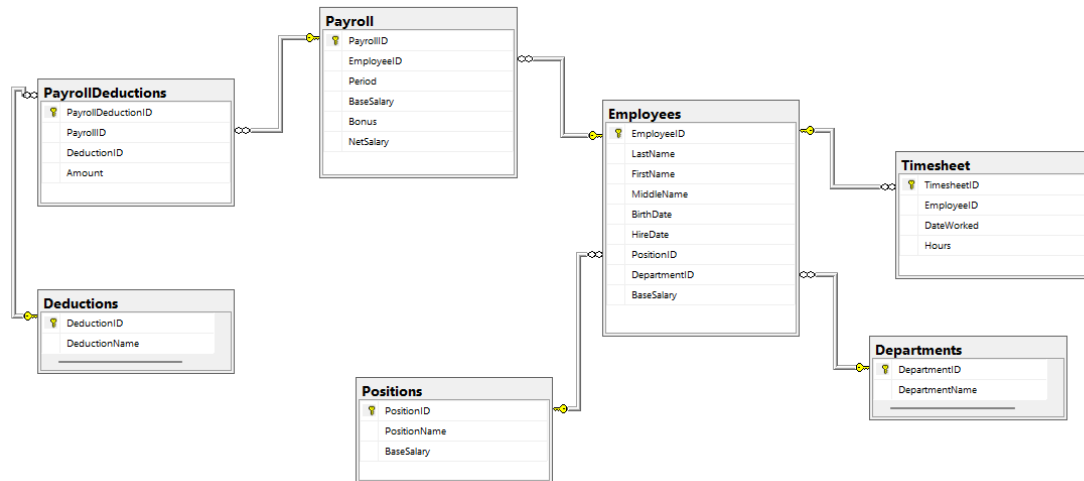 Payroll
PayrollID
EmployeeID
Period
BaseSalary
Bonus
NetSalary
PayrollDeductions
PayrollDeductionID
PayrollID
DeductionID
Amount
Employees
EmployeeID
LastName
FirstName
MiddleName
BirthDate
HireDate
PositionID
DepartmentID
BaseSalary
Timesheet
TimesheetID
EmployeeID
DateWorked
Hours
Deductions
DeductionID
DeductionName
Departments
DepartmentID
DepartmentName
Positions
PositionID
PositionName
BaseSalary